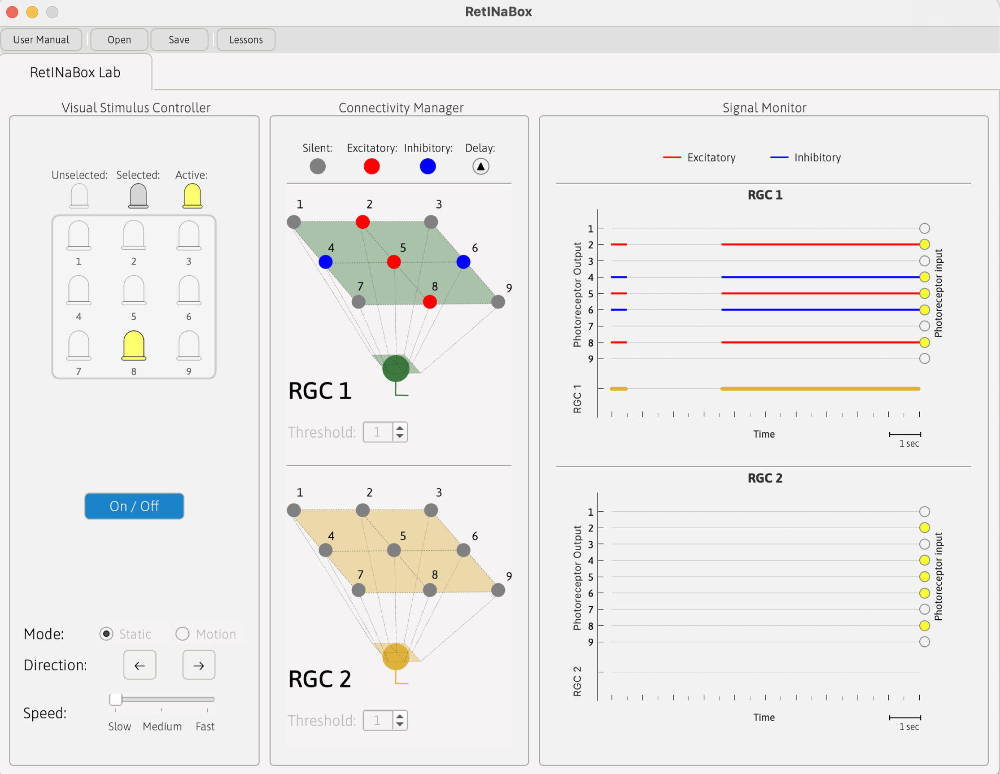 RetINaBox
User Manual Open Save Lessons
RetINaBox Lab
Visual Stimulus Controller
Unselected: Selected: Active:
1 2 3
4 5 6
7 8 9
On / Off
Mode: Static Motion
Direction: ← →
Speed:
Slow Medium Fast
Connectivity Manager
Silent: Excitatory: Inhibitory: Delay:
1 2 3
4 5 6
7 8 9
RGC 1
Threshold: 1
1 2 3
4 5 6
7 8 9
RGC 2
Threshold: 1
Signal Monitor
Excitatory Inhibitory
RGC 1
Photoreceptor Output
1
2
3
4
5
6
7
8
9
Photoreceptor input
RGC 1
Time
1 sec
RGC 2
Photoreceptor Output
1
2
3
4
5
6
7
8
9
Photoreceptor input
RGC 2
Time
1 sec